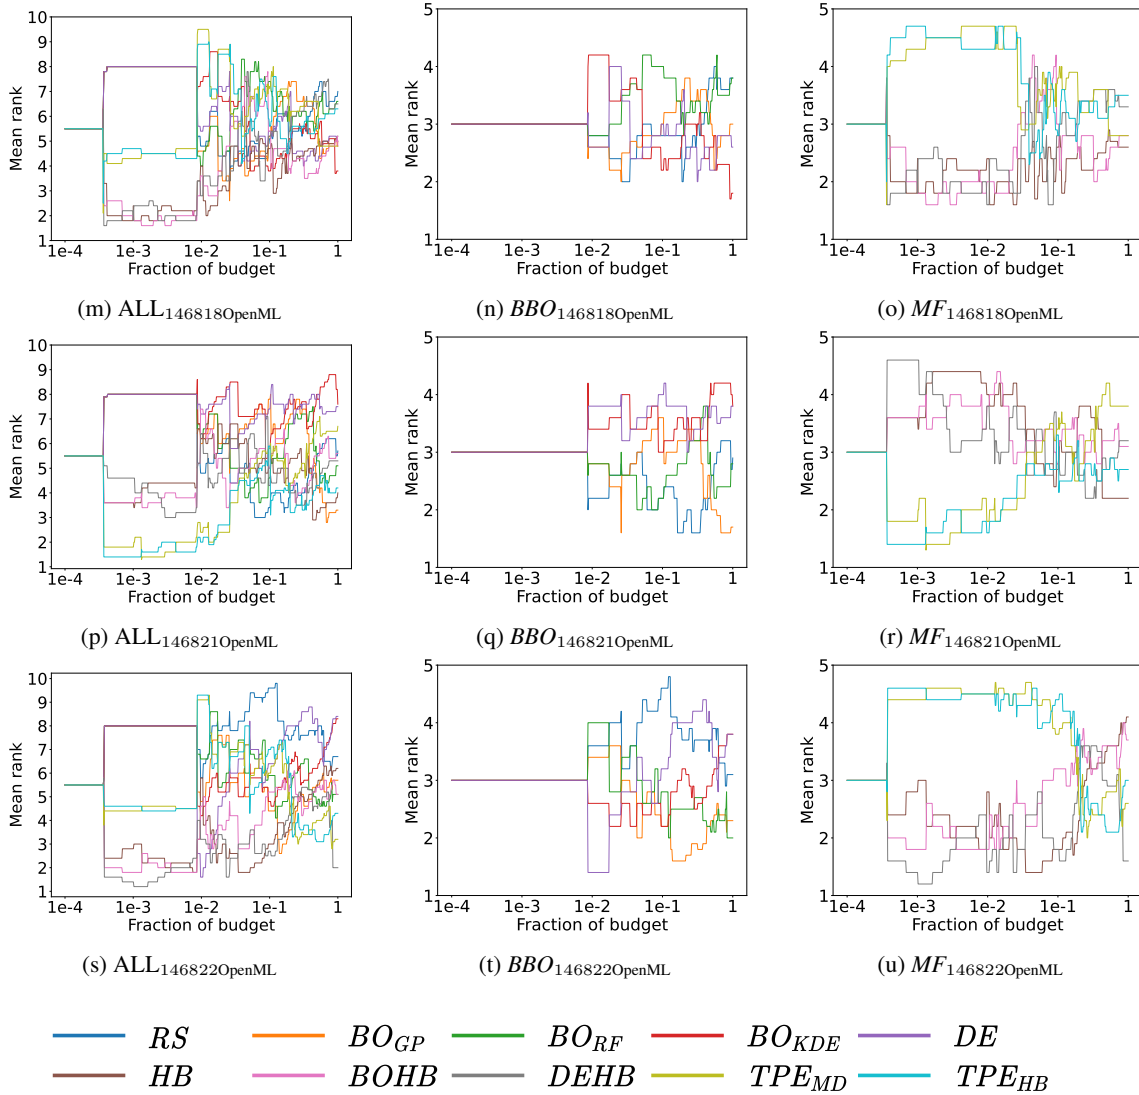 10
9
8
7
6
5
4
3
2
1
Mean rank
1e-4 1e-3 10-2 1e-1 1
Fraction of budget
5
4
3
2
1
Mean rank
1e-4 1e-3 10-2 1e-1 1
Fraction of budget
5
4
3
2
1
Mean rank
1e-4 1e-3 10-2 1e-1 1
Fraction of budget
(m) ALL146818OpenML
(n) BBO146818OpenML
(o) MF146818OpenML
10
9
8
7
6
5
4
3
2
1
Mean rank
1e-4 1e-3 10-2 1e-1 1
Fraction of budget
5
4
3
2
1
Mean rank
1e-4 1e-3 10-2 1e-1 1
Fraction of budget
5
4
3
2
1
Mean rank
1e-4 1e-3 10-2 1e-1 1
Fraction of budget
(p) ALL146821OpenML
(q) BBO146821OpenML
(r) MF146821OpenML
10
9
8
7
6
5
4
3
2
1
Mean rank
1e-4 1e-3 10-2 1e-1 1
Fraction of budget
5
4
3
2
1
Mean rank
1e-4 1e-3 10-2 1e-1 1
Fraction of budget
5
4
3
2
1
Mean rank
1e-4 1e-3 10-2 1e-1 1
Fraction of budget
(s) ALL146822OpenML
(t) BBO146822OpenML
(u) MF146822OpenML
RS BOGP BORF BOKDE DE
HB BOHB DEHB TPEMD TPEHB